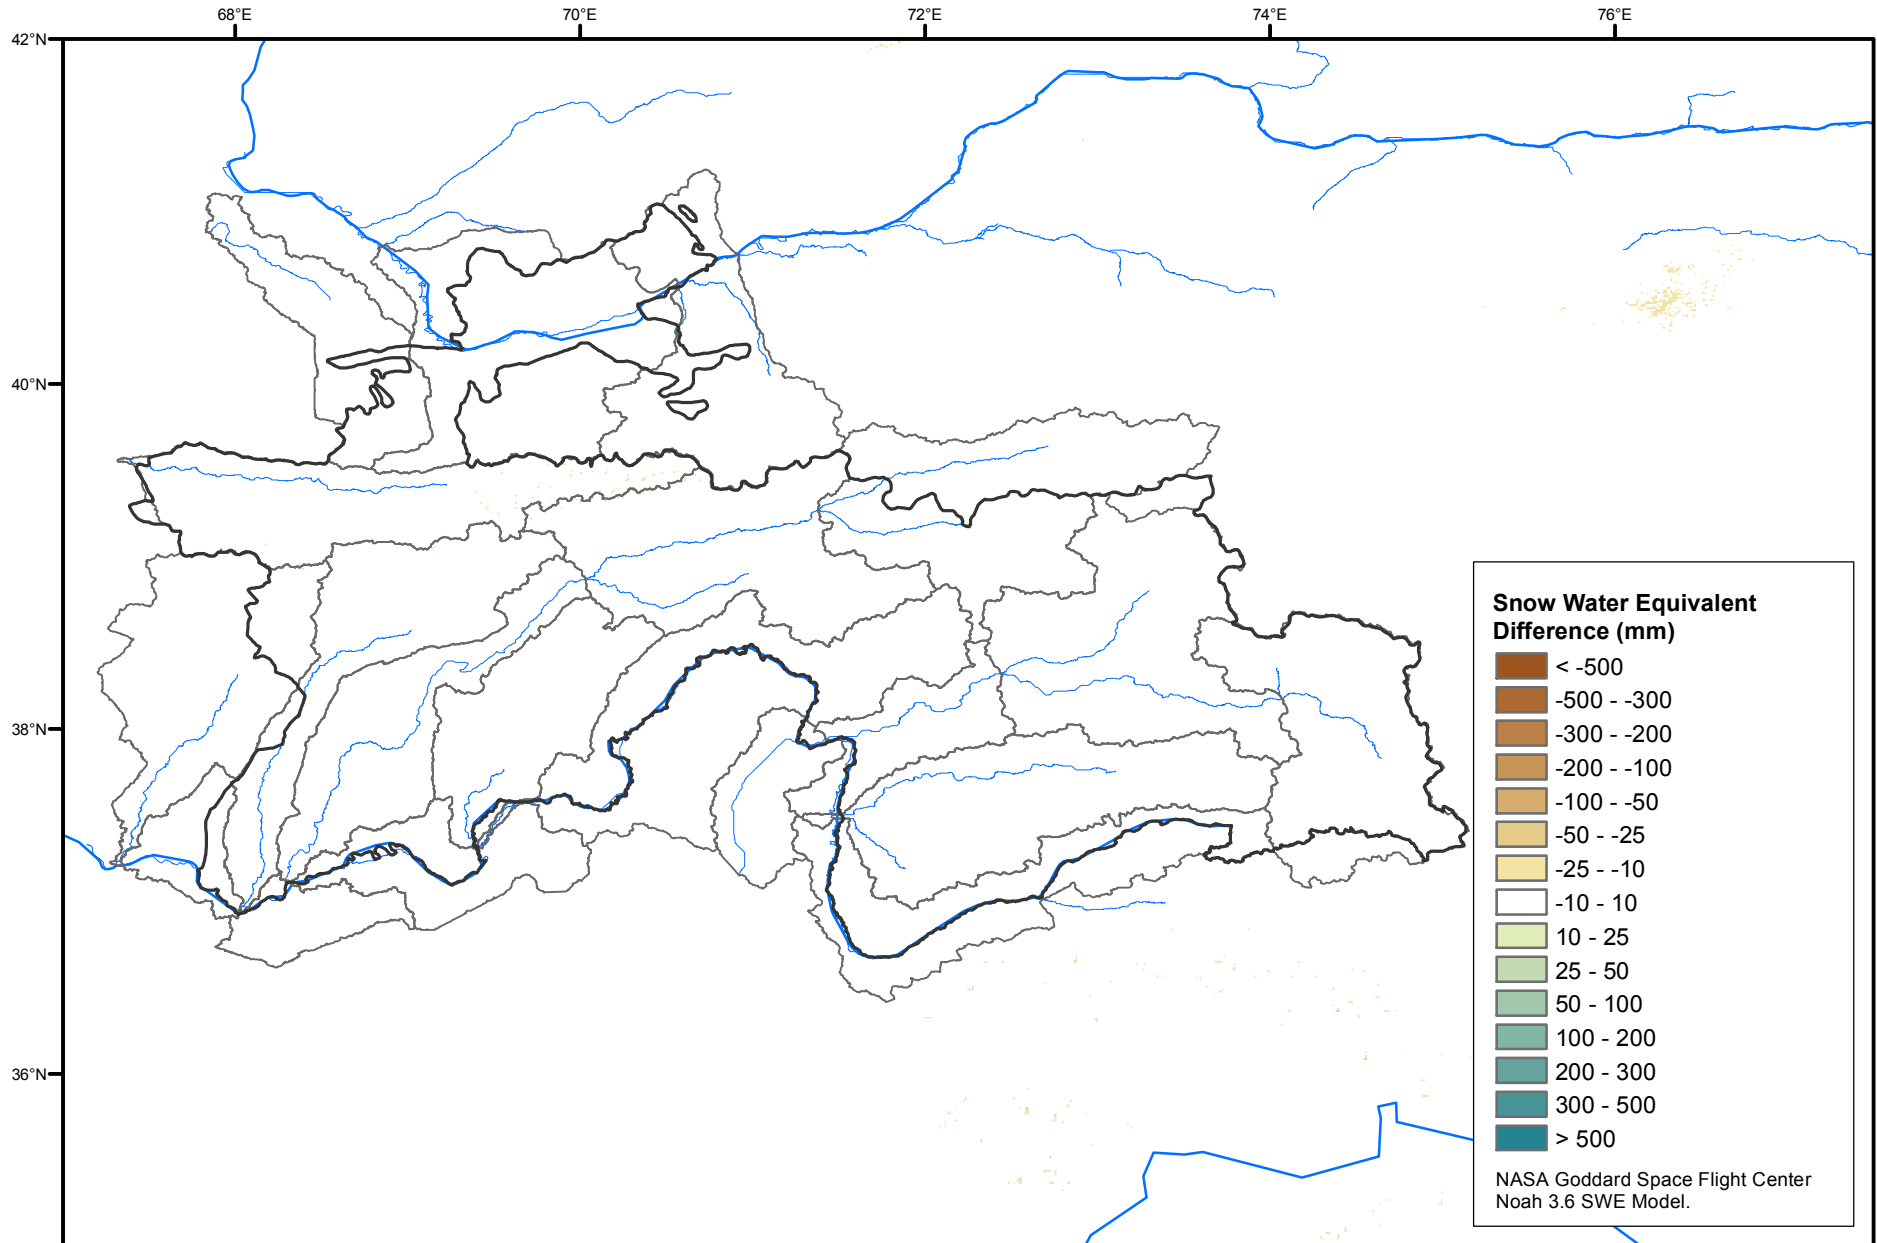 68°E
70°E
72°E
74°E
76°E
42°N
40°N
38°N
36°N
Snow Water Equivalent
Difference (mm)
< -500
-500 - -300
-300 - -200
-200 - -100
-100 - -50
-50 - -25
-25 - -10
-10 - 10
10 - 25
25 - 50
50 - 100
100 - 200
200 - 300
300 - 500
> 500
NASA Goddard Space Flight Center
Noah 3.6 SWE Model.